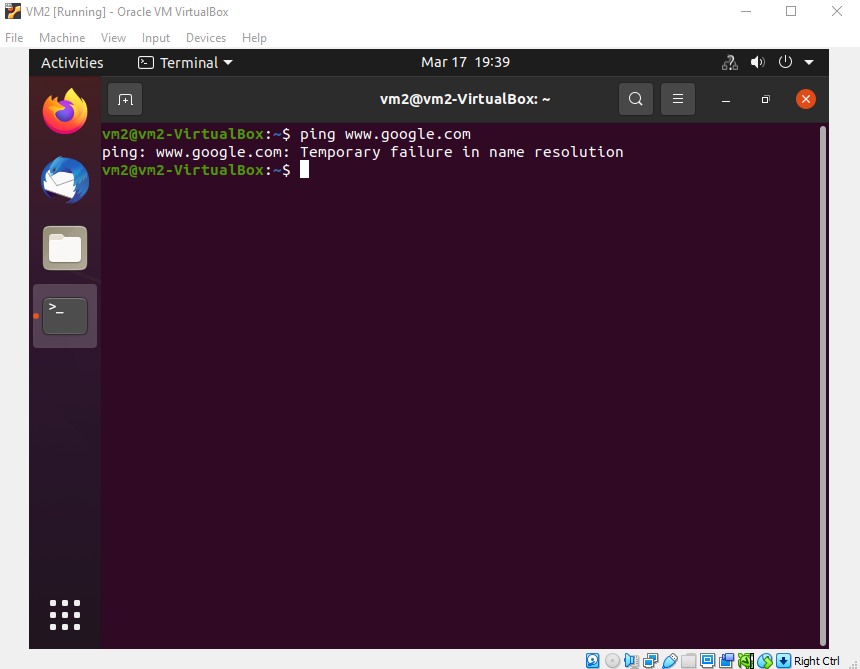 VM2 [Running] - Oracle VM VirtualBox
File Machine View Input Devices Help
Activities Terminal Mar 17 19:39
vm2@vm2-VirtualBox: ~
vm2@vm2-VirtualBox:~$ ping www.google.com
ping: www.google.com: Temporary failure in name resolution
vm2@vm2-VirtualBox:~$
>_
Right Ctrl